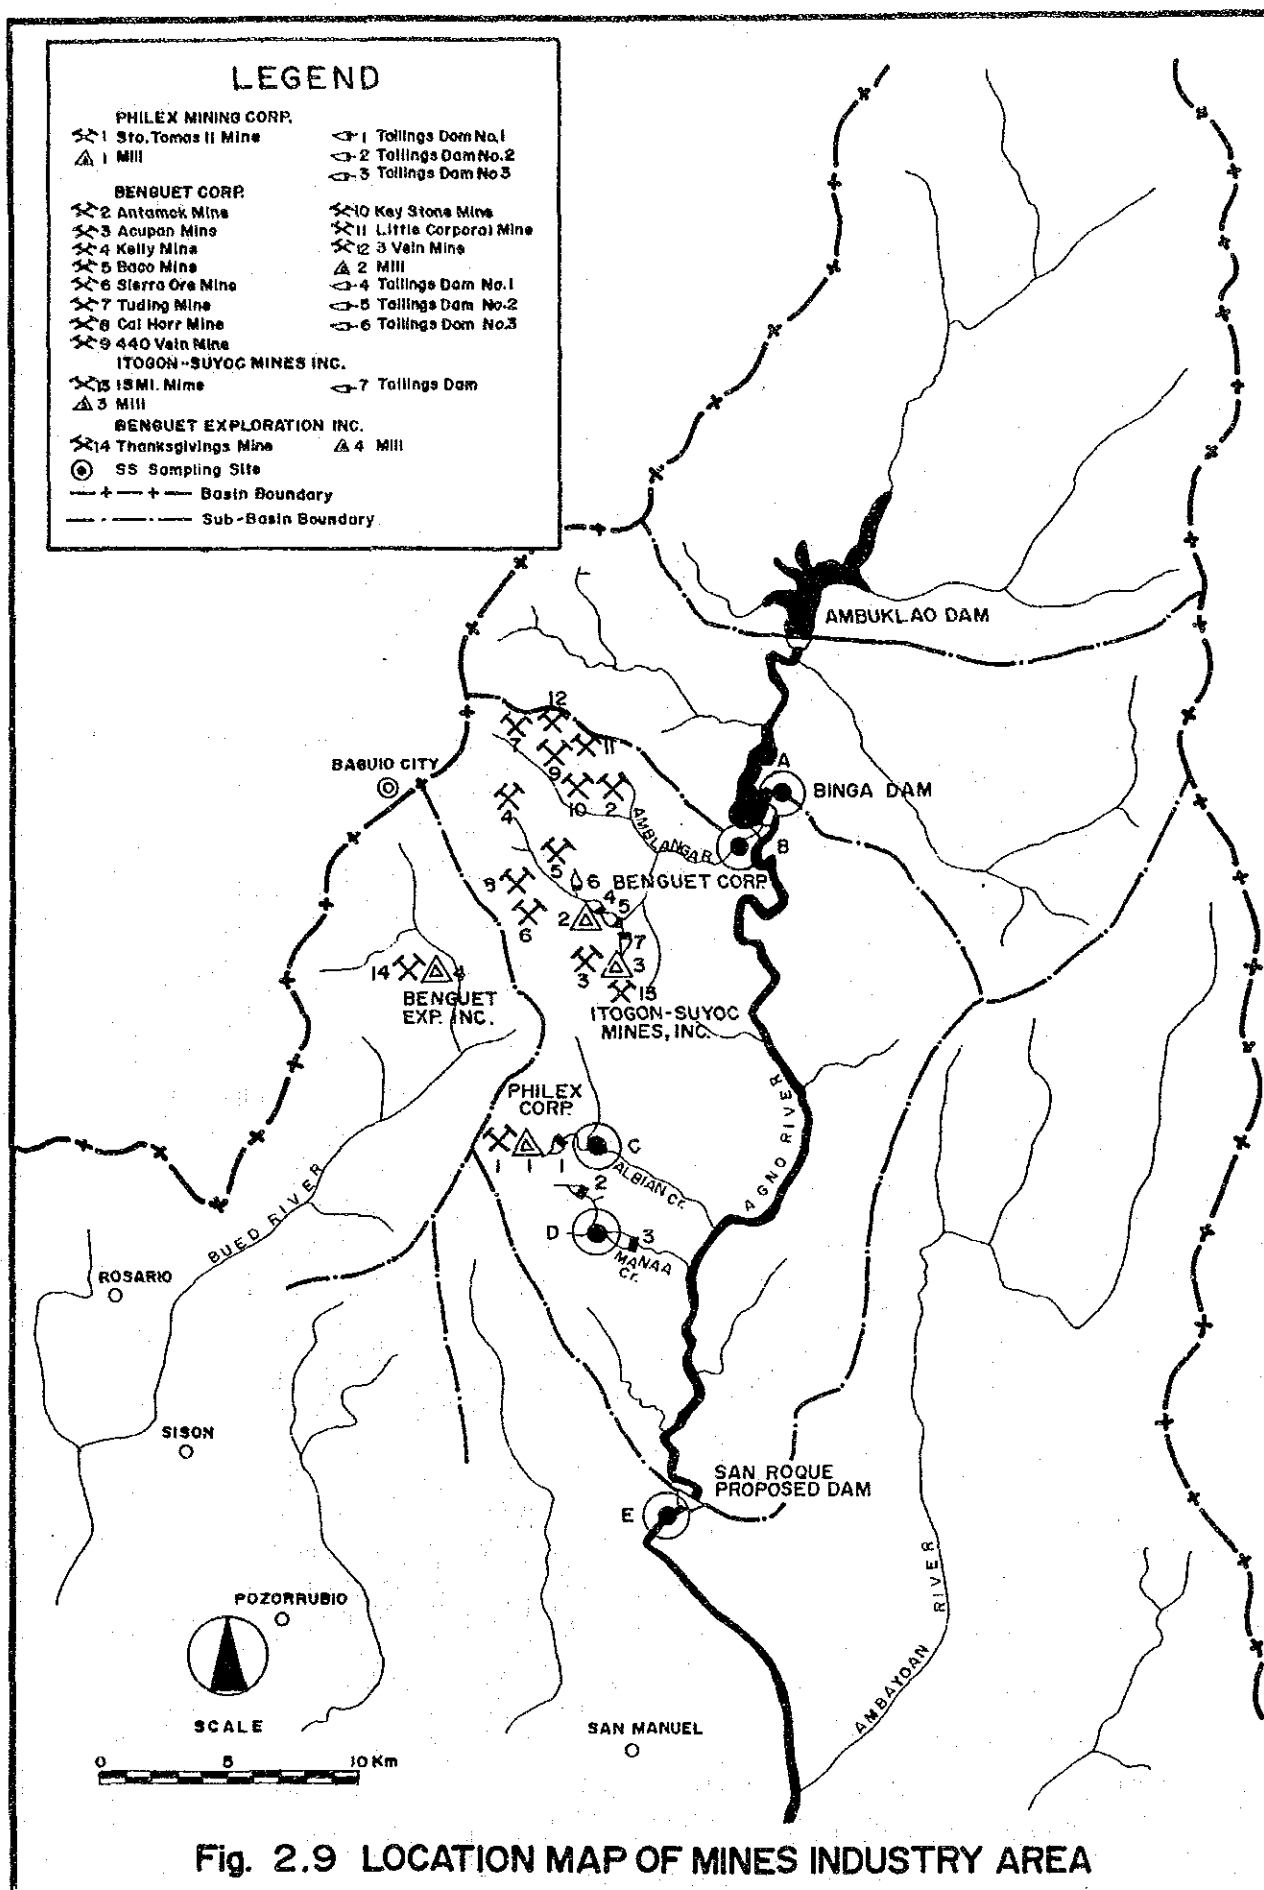 LEGEND
PHILEX MINING CORP.
1 Sto. Tomas II Mine
1 Mill
1 Tailings Dam No.1
2 Tailings Dam No.2
3 Tailings Dam No3
BENGUET CORP.
2 Antamok Mine
3 Acupan Mine
4 Kelly Mine
5 Baco Mine
6 Sierra Ore Mine
7 Tuding Mine
8 Cal Horr Mine
9 440 Vein Mine
10 Key Stone Mine
11 Little Corporal Mine
12 3 Vein Mine
2 Mill
4 Tailings Dam No.1
5 Tailings Dam No.2
6 Tailings Dam No.3
ITOGON-SUYOC MINES INC.
13 ISMI. Mime
3 Mill
7 Tailings Dam
BENGUET EXPLORATION INC.
14 Thanksgivings Mine
4 Mill
SS Sampling Site
Basin Boundary
Sub-Basin Boundary
AMBUKLAO DAM
12
7
11
9
10
2
4
BAGUIO CITY
A
BINGA DAM
AMBLANGAR
B
5
6
BENGUET CORP.
8
4
5
6
2
7
3
3
13
14
4
BENGUET
EXP. INC.
ITOGON-SUYOC
MINES, INC.
PHILEX
CORP.
1
1
1
C
ALBIAN Cr.
AGNO RIVER
2
D
3
MANAA
Cr.
BUED RIVER
ROSARIO
SISON
SAN ROQUE
PROPOSED DAM
E
POZORRUBIO
AMBAYOAN RIVER
SCALE
SAN MANUEL
0 5 10 Km
Fig. 2.9 LOCATION MAP OF MINES INDUSTRY AREA